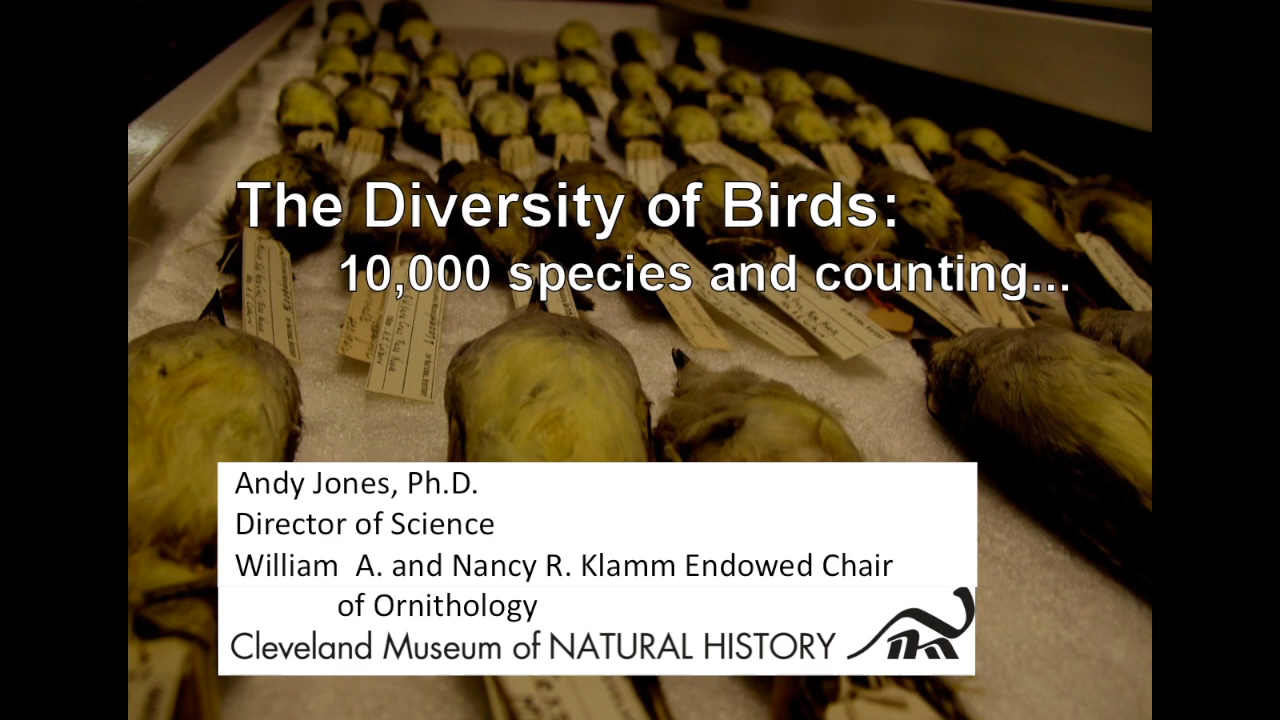 The Diversity of Birds:
10,000 species and counting...
Andy Jones, Ph.D.
Director of Science
William A. and Nancy R. Klamm Endowed Chair
of Ornithology
Cleveland Museum of NATURAL HISTORY